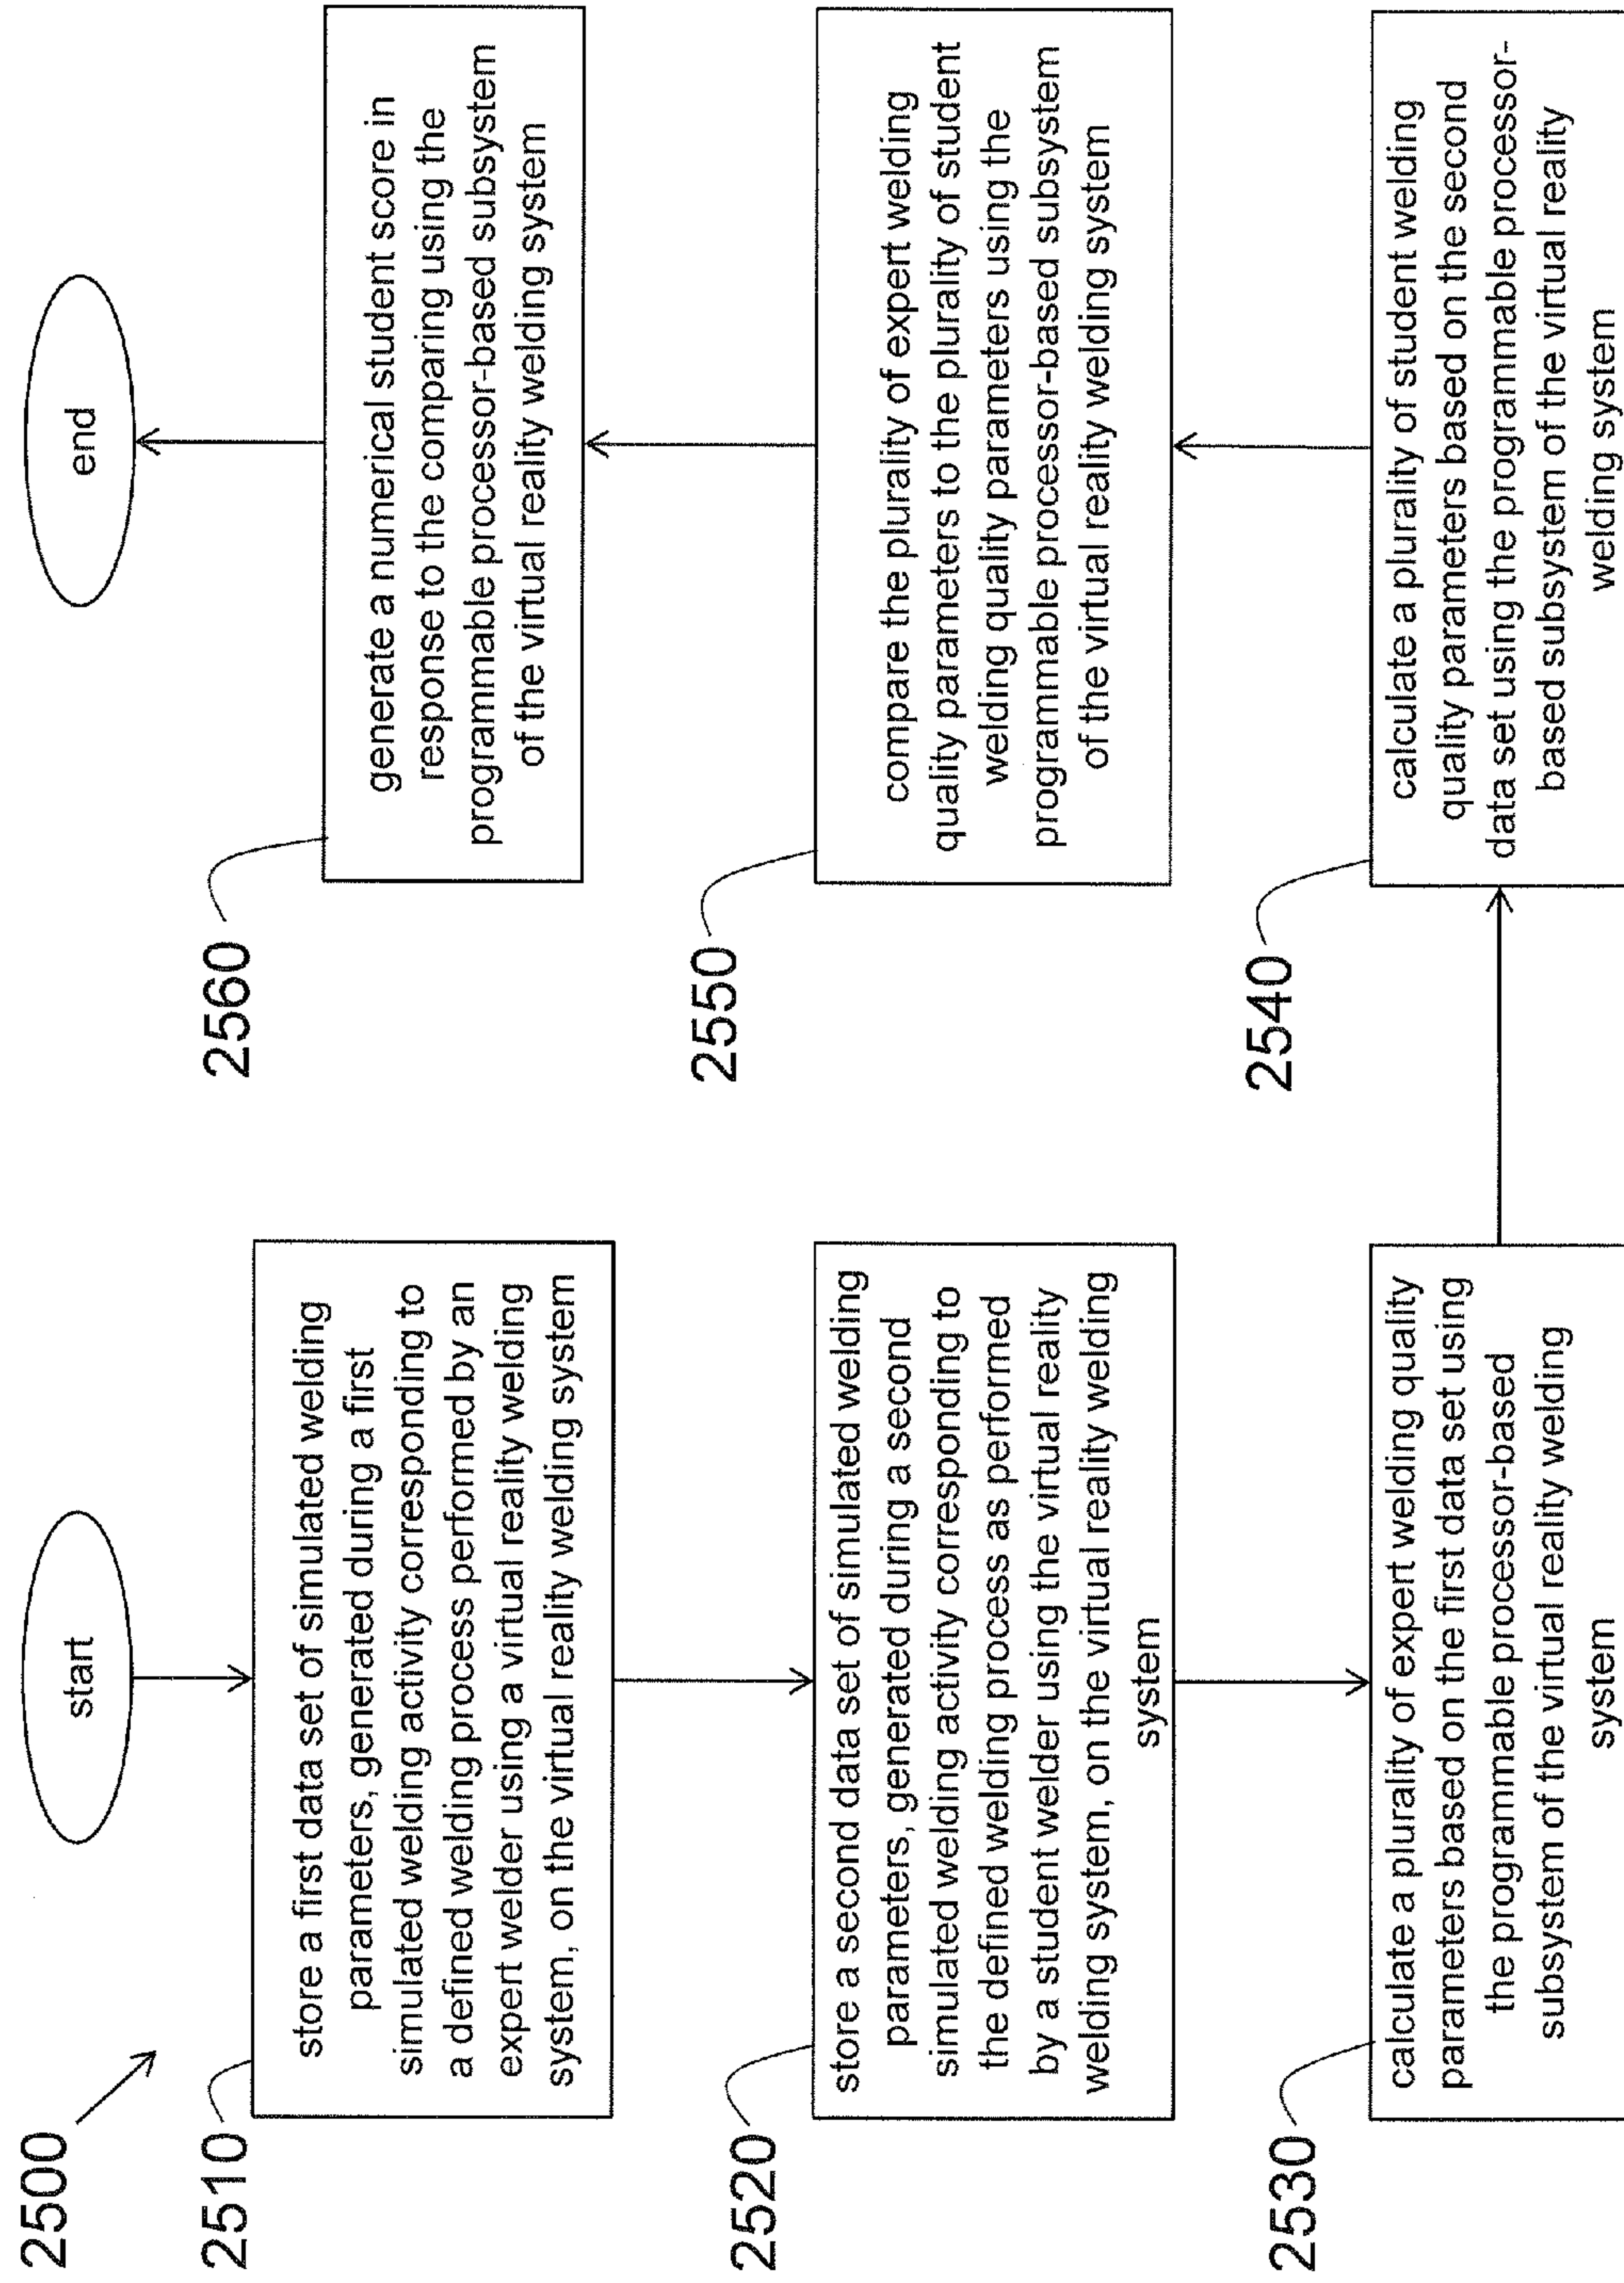 2500
start
2510
store a first data set of simulated welding
parameters, generated during a first
simulated welding activity corresponding to
a defined welding process performed by an
expert welder using a virtual reality welding
system, on the virtual reality welding system
2520
store a second data set of simulated welding
parameters, generated during a second
simulated welding activity corresponding to
the defined welding process as performed
by a student welder using the virtual reality
welding system, on the virtual reality welding
system
2530
calculate a plurality of expert welding quality
parameters based on the first data set using
the programmable processor-based
subsystem of the virtual reality welding
system
2540
calculate a plurality of student welding
quality parameters based on the second
data set using the programmable processor-
based subsystem of the virtual reality
welding system
2550
compare the plurality of expert welding
quality parameters to the plurality of student
welding quality parameters using the
programmable processor-based subsystem
of the virtual reality welding system
2560
generate a numerical student score in
response to the comparing using the
programmable processor-based subsystem
of the virtual reality welding system
end